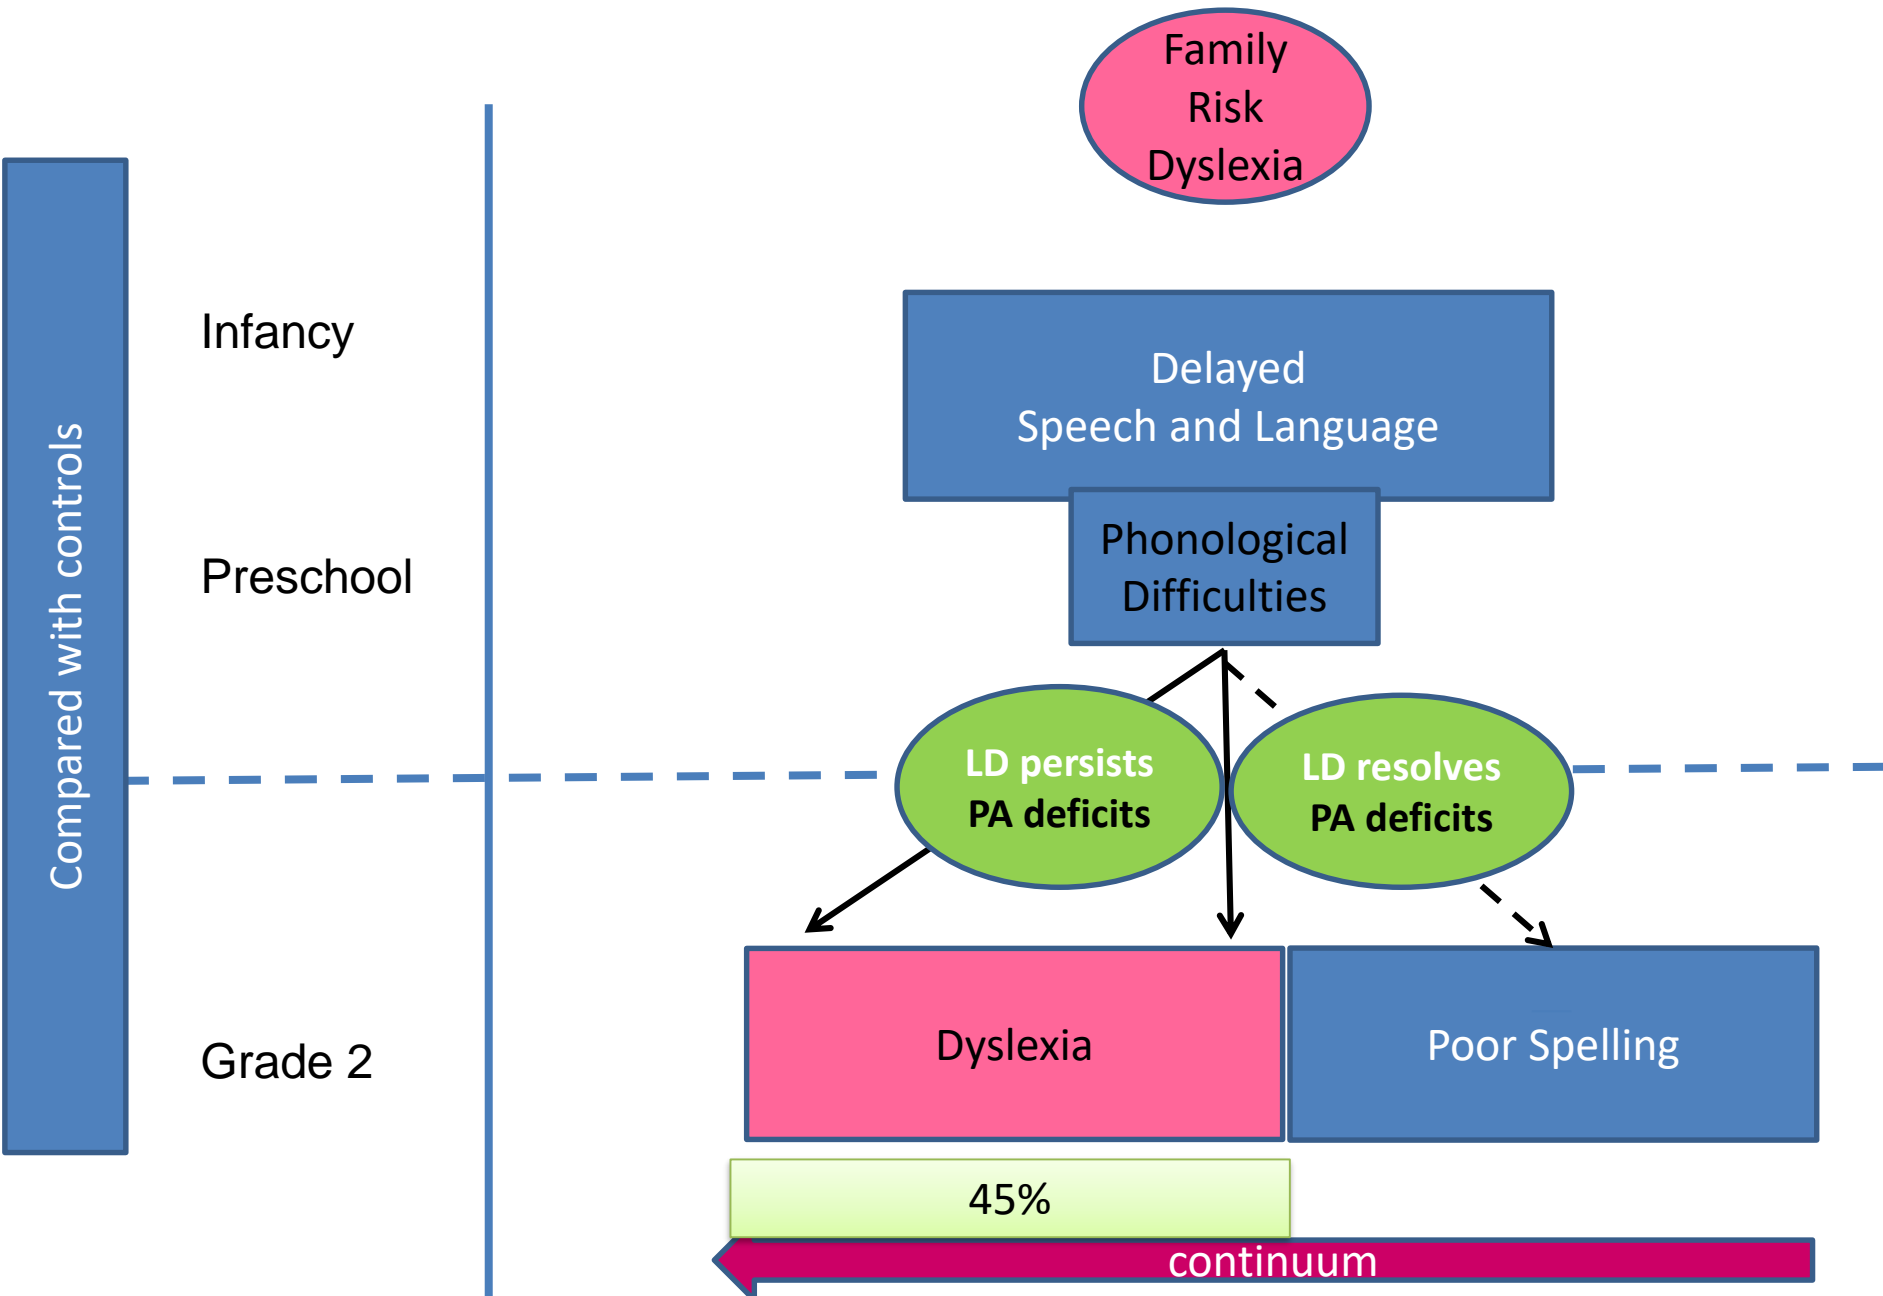 Family
Risk
Dyslexia
Compared with controls
Infancy
Delayed
Speech and Language
Preschool
Phonological
Difficulties
LD persists
PA deficits
LD resolves
PA deficits
Grade 2
Dyslexia
Poor Spelling
45%
continuum